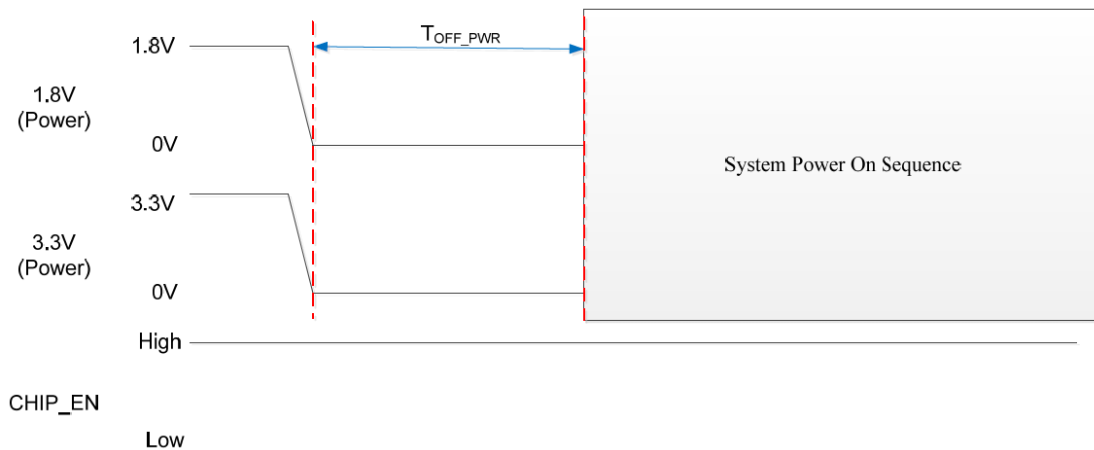 1.8V
T_OFF_PWR
1.8V
(Power)
0V
System Power On Sequence
3.3V
3.3V
(Power)
0V
High
CHIP_EN
Low